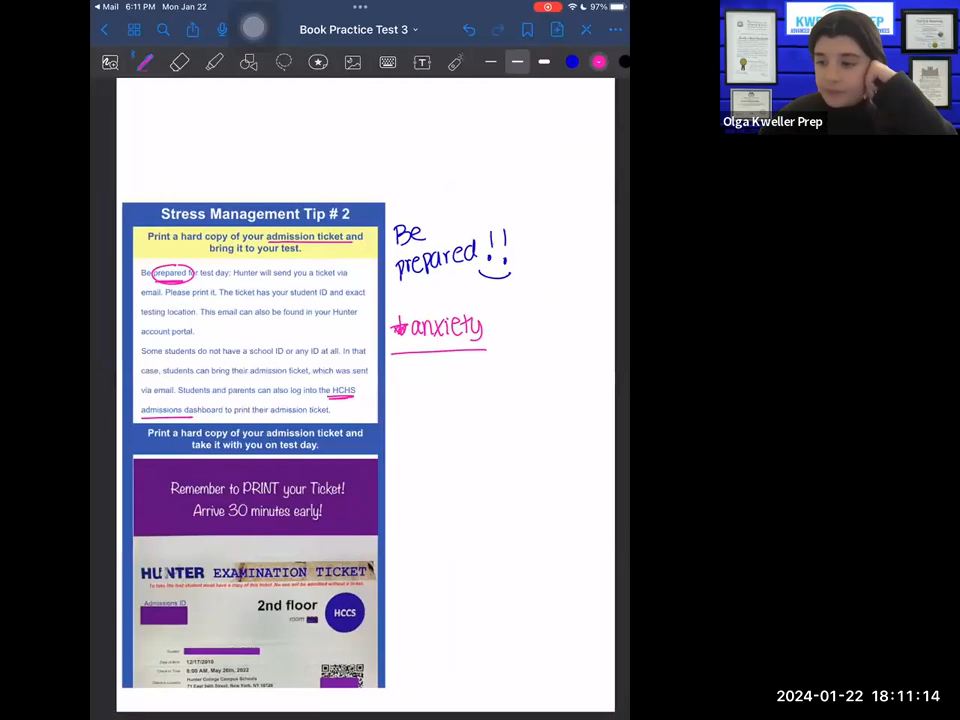 Mail 6:11 PM Mon Jan 22
97%
Book Practice Test 3
Stress Management Tip # 2
Print a hard copy of your admission ticket and
bring it to your test.
Be prepared for test day: Hunter will send you a ticket via
email. Please print it. The ticket has your student ID and exact
testing location. This email can also be found in your Hunter
account portal.
Some students do not have a school ID or any ID at all. In that
case, students can bring their admission ticket, which was sent
via email. Students and parents can also log into the HCHS
admissions dashboard to print their admission ticket.
Print a hard copy of your admission ticket and
take it with you on test day.
Remember to PRINT your Ticket!
Arrive 30 minutes early!
HUNTER EXAMINATION TICKET
Admissions ID
2nd floor
room
HCCS
12/17/2010
8:00 AM, May 26th, 2022
Hunter College Campus Schools
71 East 94th Street, New York, NY 10128
Be
prepared !!
anxiety
Olga Kweller Prep
2024-01-22 18:11:14